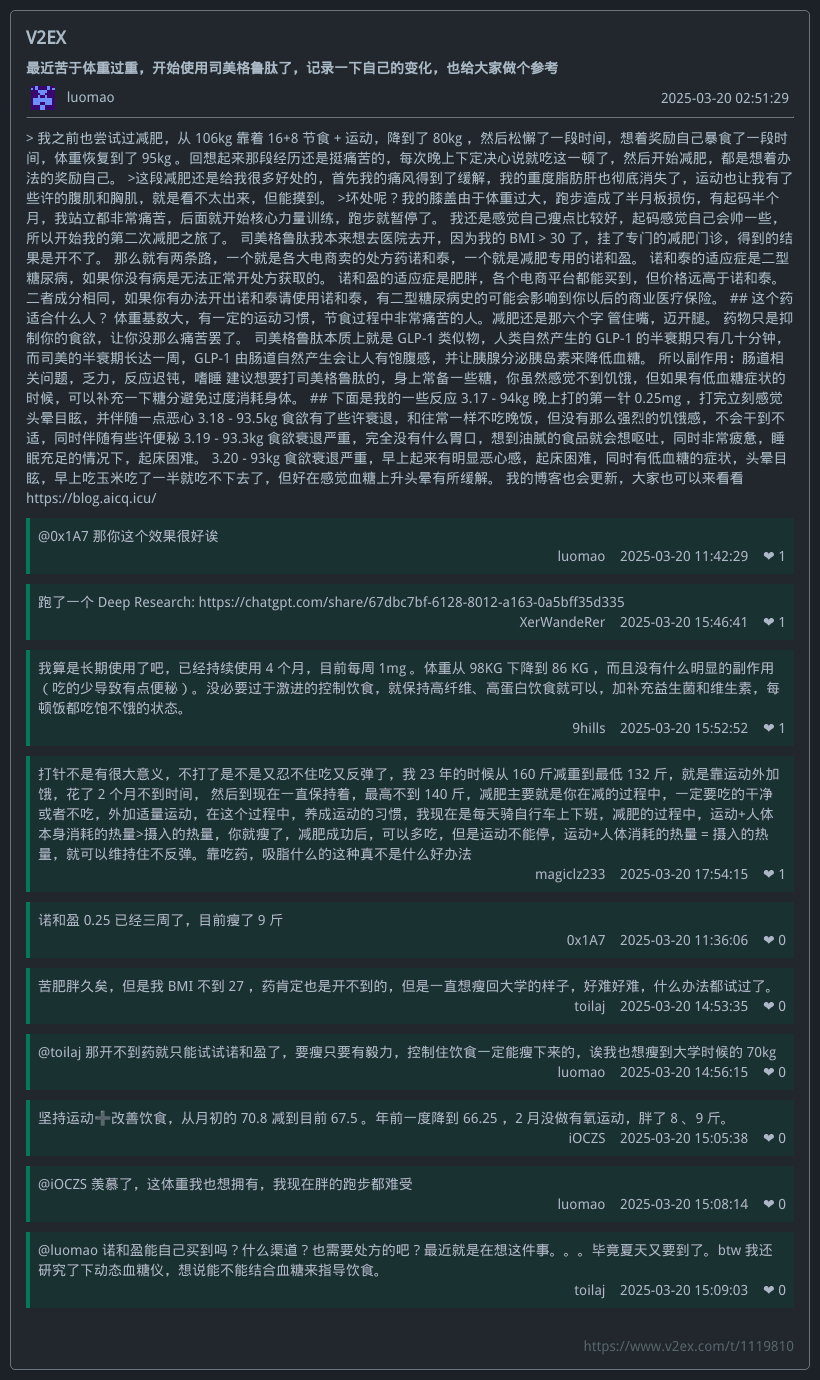 V2EX
最近苦于体重过重，开始使用司美格鲁肽了，记录一下自己的变化，也给大家做个参考
luomao
2025-03-20 02:51:29
> 我之前也尝试过减肥，从 106kg 靠着 16+8 节食 + 运动，降到了 80kg ，然后松懈了一段时间，想着奖励自己暴食了一段时
间，体重恢复到了 95kg 。回想起来那段经历还是挺痛苦的，每次晚上下定决心说就吃这一顿了，然后开始减肥，都是想着办
法的奖励自己。 >这段减肥还是给我很多好处的，首先我的痛风得到了缓解，我的重度脂肪肝也彻底消失了，运动也让我有了
些许的腹肌和胸肌，就是看不太出来，但能摸到。 >坏处呢？我的膝盖由于体重过大，跑步造成了半月板损伤，有起码半个
月，我站立都非常痛苦，后面就开始核心力量训练，跑步就暂停了。 我还是感觉自己瘦点比较好，起码感觉自己会帅一些，
所以开始我的第二次减肥之旅了。 司美格鲁肽我本来想去医院去开，因为我的 BMI > 30 了，挂了专门的减肥门诊，得到的结
果是开不了。 那么就有两条路，一个就是各大电商卖的处方药诺和泰，一个就是减肥专用的诺和盈。 诺和泰的适应症是二型
糖尿病，如果你没有病是无法正常开处方获取的。 诺和盈的适应症是肥胖，各个电商平台都能买到，但价格远高于诺和泰。
二者成分相同，如果你有办法开出诺和泰请使用诺和泰，有二型糖尿病史的可能会影响到你以后的商业医疗保险。 ## 这个药
适合什么人？ 体重基数大，有一定的运动习惯，节食过程中非常痛苦的人。减肥还是那六个字 管住嘴，迈开腿。 药物只是抑
制你的食欲，让你没那么痛苦罢了。 司美格鲁肽本质上就是 GLP-1 类似物，人类自然产生的 GLP-1 的半衰期只有几十分钟，
而司美的半衰期长达一周，GLP-1 由肠道自然产生会让人有饱腹感，并让胰腺分泌胰岛素来降低血糖。 所以副作用：肠道相
关问题，乏力，反应迟钝，嗜睡 建议想要打司美格鲁肽的，身上常备一些糖，你虽然感觉不到饥饿，但如果有低血糖症状的
时候，可以补充一下糖分避免过度消耗身体。 ## 下面是我的一些反应 3.17 - 94kg 晚上打的第一针 0.25mg ，打完立刻感觉
头晕目眩，并伴随一点恶心 3.18 - 93.5kg 食欲有了些许衰退，和往常一样不吃晚饭，但没有那么强烈的饥饿感，不会干到不
适，同时伴随有些许便秘 3.19 - 93.3kg 食欲衰退严重，完全没有什么胃口，想到油腻的食品就会想呕吐，同时非常疲惫，睡
眠充足的情况下，起床困难。 3.20 - 93kg 食欲衰退严重，早上起来有明显恶心感，起床困难，同时有低血糖的症状，头晕目
眩，早上吃玉米吃了一半就吃不下去了，但好在感觉血糖上升头晕有所缓解。 我的博客也会更新，大家也可以来看看
https://blog.aicq.icu/
@0x1A7 那你这个效果很好诶
luomao 2025-03-20 11:42:29 ❤ 1
跑了一个 Deep Research: https://chatgpt.com/share/67dbc7bf-6128-8012-a163-0a5bff35d335
XerWandeRer 2025-03-20 15:46:41 ❤ 1
我算是长期使用了吧，已经持续使用 4 个月，目前每周 1mg 。体重从 98KG 下降到 86 KG ，而且没有什么明显的副作用
（ 吃的少导致有点便秘 ）。没必要过于激进的控制饮食，就保持高纤维、高蛋白饮食就可以，加补充益生菌和维生素，每
顿饭都吃饱不饿的状态。
9hills 2025-03-20 15:52:52 ❤ 1
打针不是有很大意义，不打了是不是又忍不住吃又反弹了，我 23 年的时候从 160 斤减重到最低 132 斤，就是靠运动外加
饿，花了 2 个月不到时间， 然后到现在一直保持着，最高不到 140 斤，减肥主要就是你在减的过程中，一定要吃的干净
或者不吃，外加适量运动，在这个过程中，养成运动的习惯，我现在是每天骑自行车上下班，减肥的过程中，运动+人体
本身消耗的热量>摄入的热量，你就瘦了，减肥成功后，可以多吃，但是运动不能停，运动+人体消耗的热量 = 摄入的热
量，就可以维持住不反弹。靠吃药，吸脂什么的这种真不是什么好办法
magiclz233 2025-03-20 17:54:15 ❤ 1
诺和盈 0.25 已经三周了，目前瘦了 9 斤
0x1A7 2025-03-20 11:36:06 ❤ 0
苦肥胖久矣，但是我 BMI 不到 27 ，药肯定也是开不到的，但是一直想瘦回大学的样子，好难好难，什么办法都试过了。
toilaj 2025-03-20 14:53:35 ❤ 0
@toilaj 那开不到药就只能试试诺和盈了，要瘦只要有毅力，控制住饮食一定能瘦下来的，诶我也想瘦到大学时候的 70kg
luomao 2025-03-20 14:56:15 ❤ 0
坚持运动➕改善饮食，从月初的 70.8 减到目前 67.5 。年前一度降到 66.25 ，2 月没做有氧运动，胖了 8 、9 斤。
iOCZS 2025-03-20 15:05:38 ❤ 0
@iOCZS 羡慕了，这体重我也想拥有，我现在胖的跑步都难受
luomao 2025-03-20 15:08:14 ❤ 0
@luomao 诺和盈能自己买到吗？什么渠道？也需要处方的吧？最近就是在想这件事。。。毕竟夏天又要到了。btw 我还
研究了下动态血糖仪，想说能不能结合血糖来指导饮食。
toilaj 2025-03-20 15:09:03 ❤ 0
https://www.v2ex.com/t/1119810